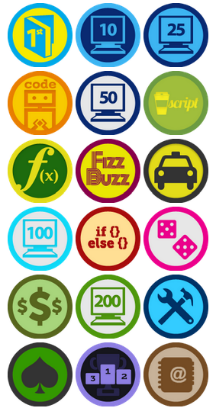 1st
10
25
code
50
script
f(x)
Fizz
Buzz
100
if {}
else {}
$$$
200
3 1 2
@